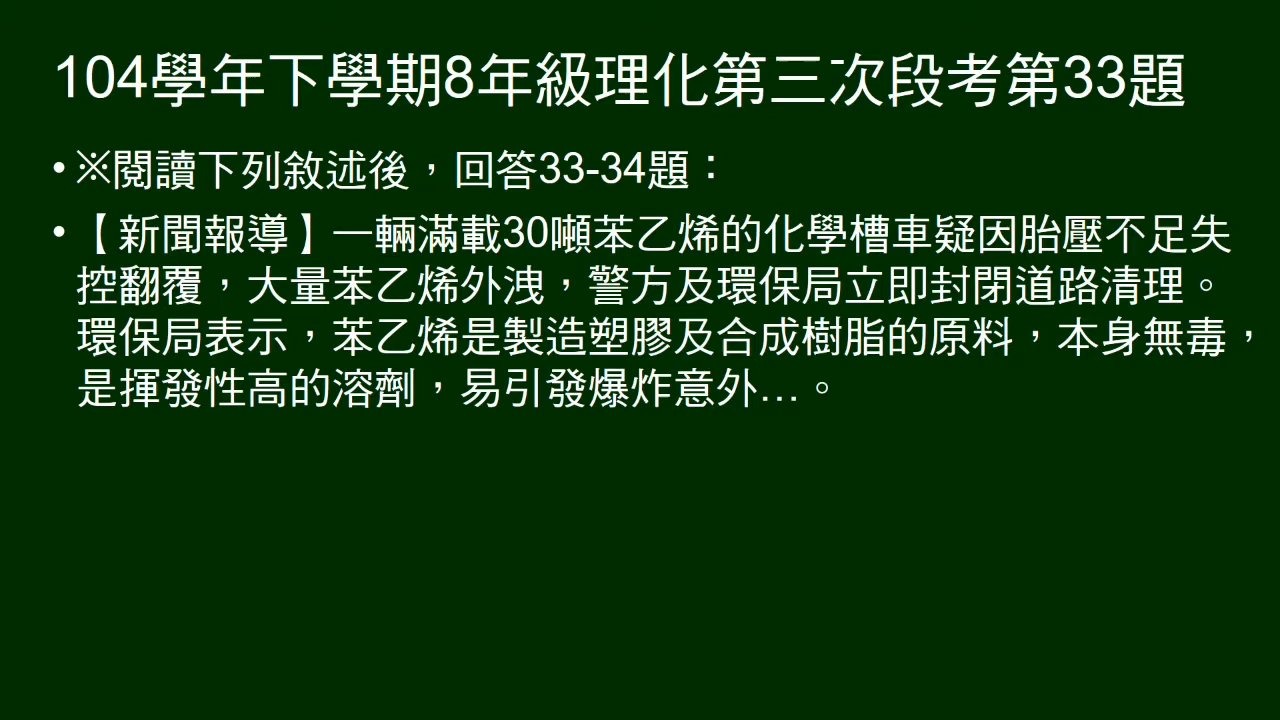 104學年下學期8年級理化第三次段考第33題
•※閱讀下列敘述後，回答33-34題：
•【新聞報導】一輛滿載30噸苯乙烯的化學槽車疑因胎壓不足失
控翻覆，大量苯乙烯外洩，警方及環保局立即封閉道路清理。
環保局表示，苯乙烯是製造塑膠及合成樹脂的原料，本身無毒，
是揮發性高的溶劑，易引發爆炸意外…。